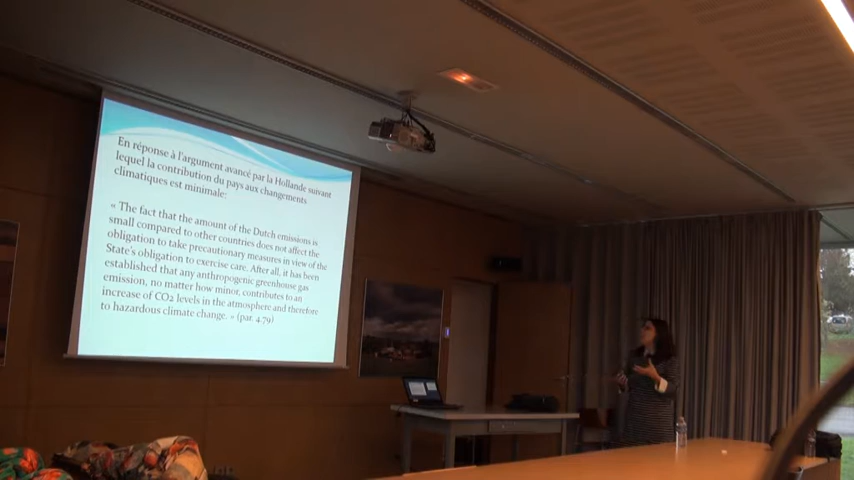 En réponse à l'argument avancé par la Hollande suivant
lequel la contribution du pays aux changements
climatiques est minimale:
« The fact that the amount of the Dutch emissions is
small compared to other countries does not affect the
obligation to take precautionary measures in view of the
State's obligation to exercise care. After all, it has been
established that any anthropogenic greenhouse gas
emission, no matter how minor, contributes to an
increase of CO2 levels in the atmosphere and therefore
to hazardous climate change. » (par. 4.79)